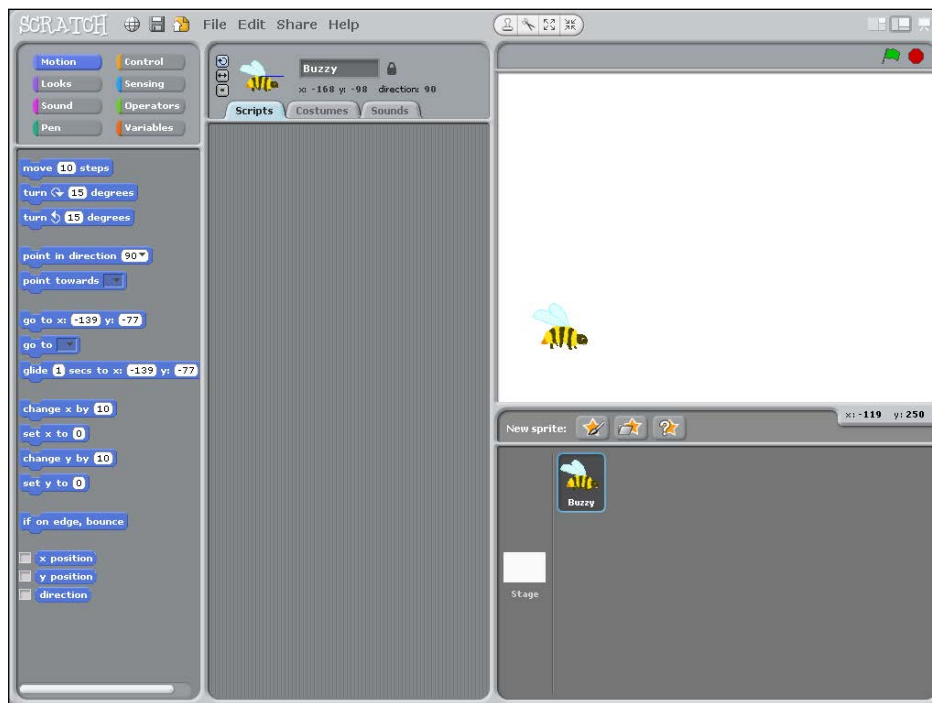 SCRATCH File Edit Share Help
Motion Control
Looks Sensing
Sound Operators
Pen Variables
move 10 steps
turn 15 degrees
turn 15 degrees
point in direction 90
point towards
go to x: -139 y: -77
go to
glide 1 secs to x: -139 y: -77
change x by 10
set x to 0
change y by 10
set y to 0
if on edge, bounce
x position
y position
direction
Buzzy
x: -168 y: -98 direction: 90
Scripts Costumes Sounds
x: -119 y: 250
New sprite:
Buzzy
Stage